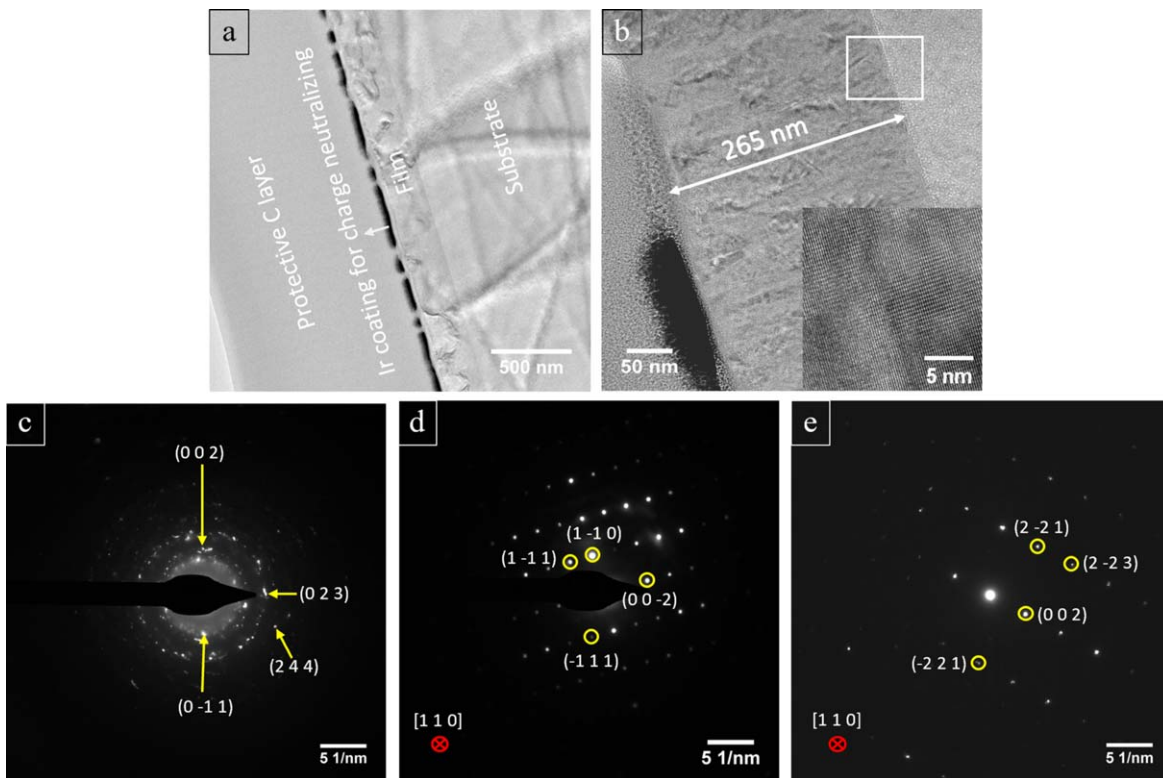 a
Protective C layer
Ir coating for charge neutralizing
Film
Substrate
500 nm
b
265 nm
50 nm
5 nm
c
(0 0 2)
(0 2 3)
(2 4 4)
(0 -1 1)
5 1/nm
d
(1 -1 0)
(1 -1 1)
(0 0 -2)
(-1 1 1)
[1 1 0]
5 1/nm
e
(2 -2 1)
(2 -2 3)
(0 0 2)
(-2 2 1)
[1 1 0]
5 1/nm